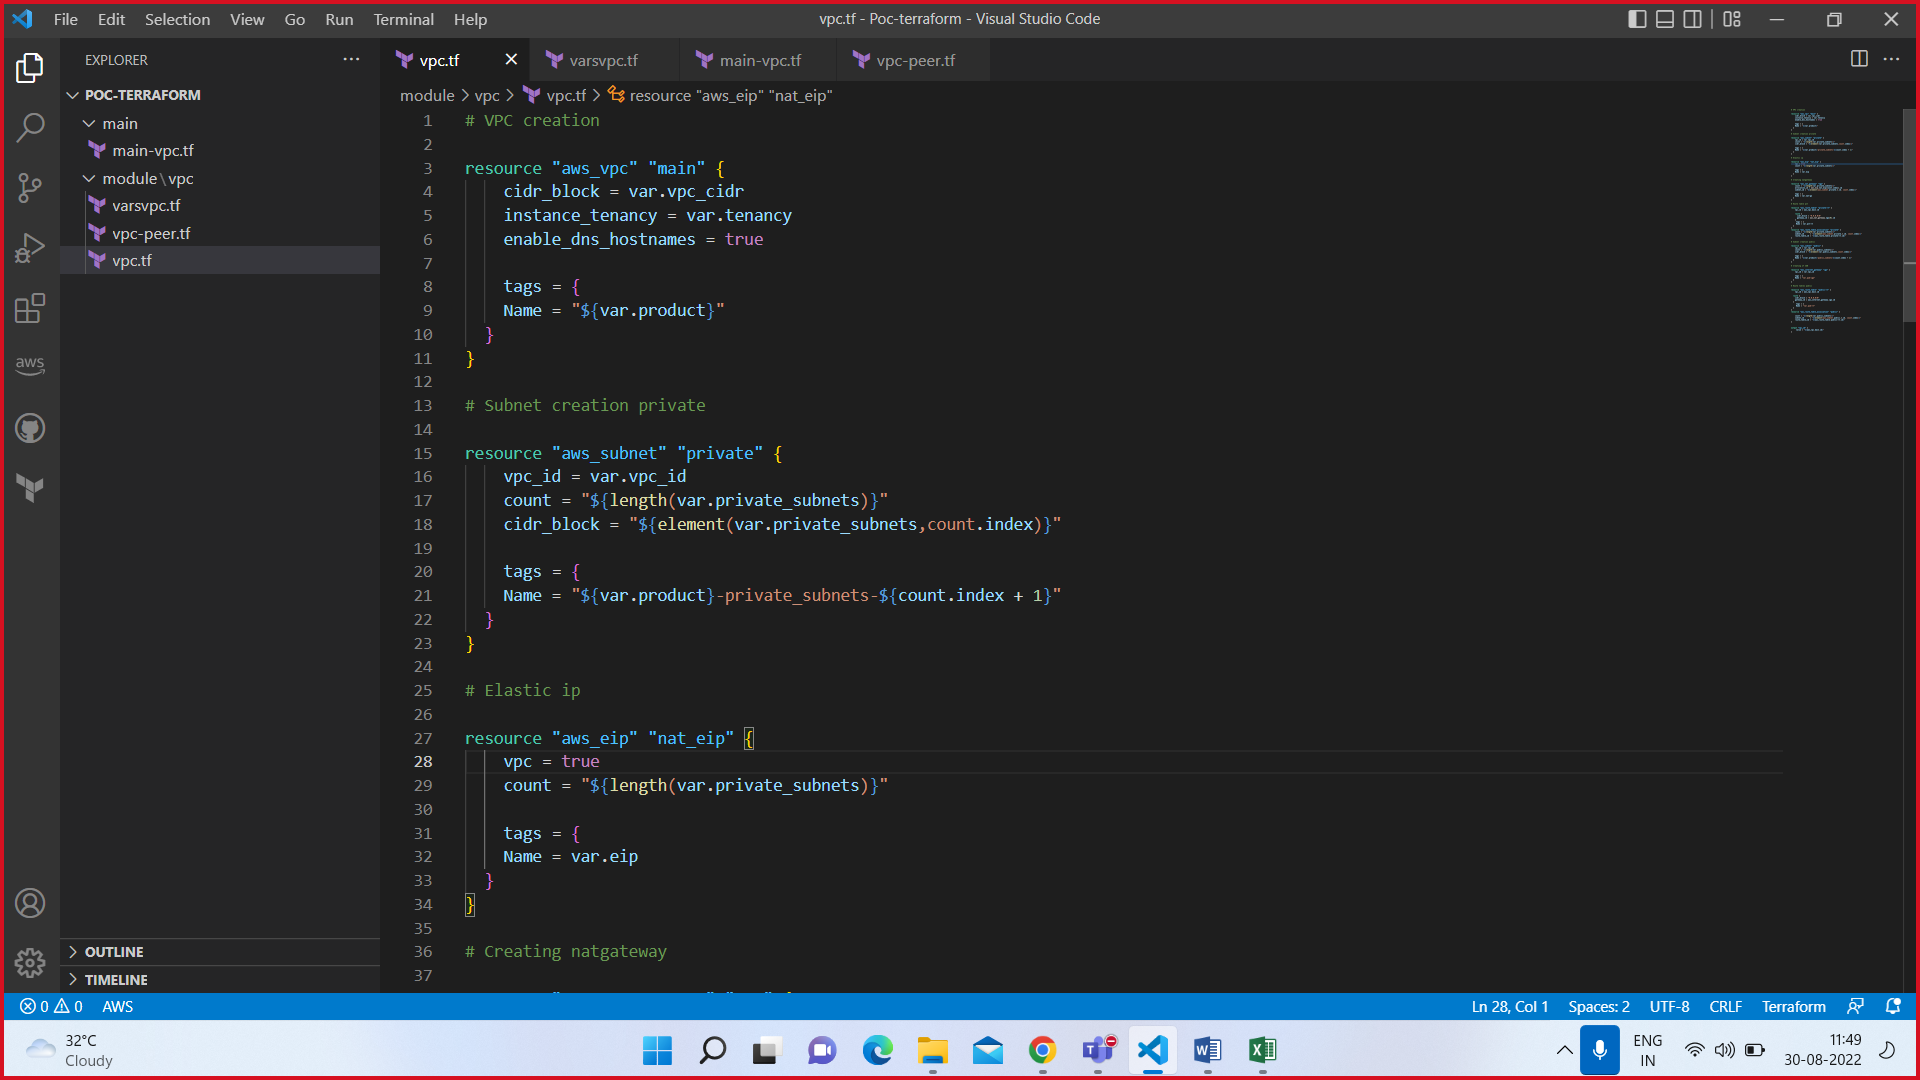 File Edit Selection View Go Run Terminal Help
vpc.tf - Poc-terraform - Visual Studio Code
EXPLORER
vpc.tf
varsvpc.tf
main-vpc.tf
vpc-peer.tf
POC-TERRAFORM
main
main-vpc.tf
module\vpc
varsvpc.tf
vpc-peer.tf
vpc.tf
aws
OUTLINE
TIMELINE
module > vpc > vpc.tf > resource "aws_eip" "nat_eip"
1 # VPC creation
2
3 resource "aws_vpc" "main" {
4 cidr_block = var.vpc_cidr
5 instance_tenancy = var.tenancy
6 enable_dns_hostnames = true
7
8 tags = {
9 Name = "${var.product}"
10 }
11 }
12
13 # Subnet creation private
14
15 resource "aws_subnet" "private" {
16 vpc_id = var.vpc_id
17 count = "${length(var.private_subnets)}"
18 cidr_block = "${element(var.private_subnets,count.index)}"
19
20 tags = {
21 Name = "${var.product}-private_subnets-${count.index + 1}"
22 }
23 }
24
25 # Elastic ip
26
27 resource "aws_eip" "nat_eip" {
28 vpc = true
29 count = "${length(var.private_subnets)}"
30
31 tags = {
32 Name = var.eip
33 }
34 }
35
36 # Creating natgateway
37
0 0 AWS
Ln 28, Col 1 Spaces: 2 UTF-8 CRLF Terraform
32°C
Cloudy
ENG
IN
11:49
30-08-2022